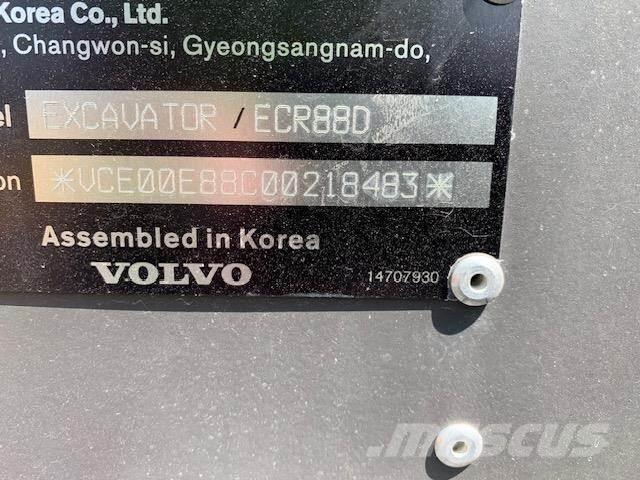 Korea Co., Ltd.
, Changwon-si, Gyeongsangnam-do,
EXCAVATOR / ECR88D
*VCE00E88C00218483*
Assembled in Korea
VOLVO
14707930
mascus